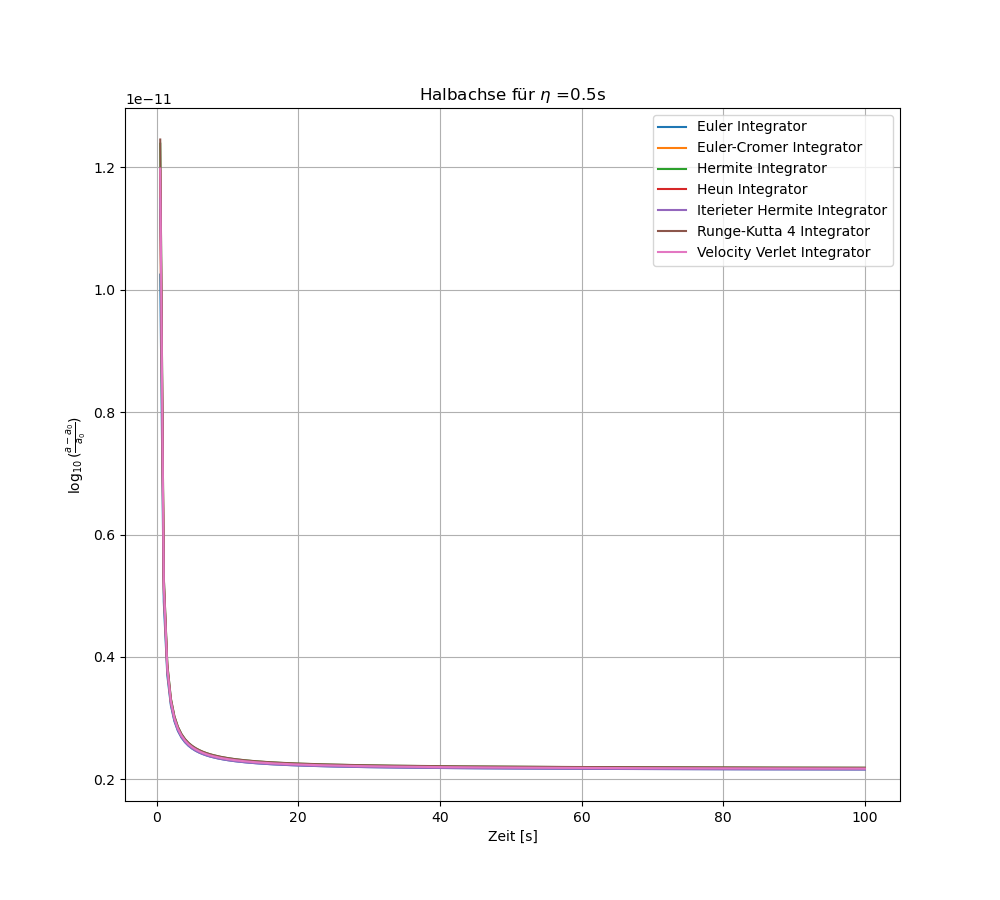 Halbachse für η =0.5s
1e−11
1.2
1.0
0.8
0.6
0.4
0.2
log₁₀ (a − a₀ / a₀)
0 20 40 60 80 100
Zeit [s]
Euler Integrator
Euler-Cromer Integrator
Hermite Integrator
Heun Integrator
Iterieter Hermite Integrator
Runge-Kutta 4 Integrator
Velocity Verlet Integrator